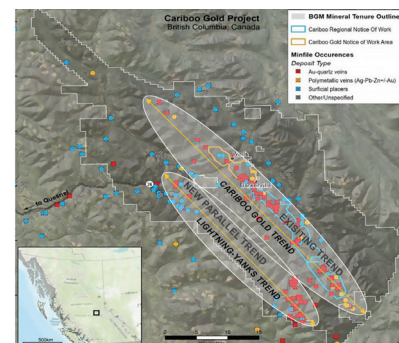 Cariboo Gold Project
British Columbia, Canada
BGM Mineral Tenure Outline
Cariboo Regional Notice Of Work
Cariboo Gold Notice of Work Area
Minfile Occurences
Deposit Type
Au-quartz veins
Polymetallic veins (Ag-Pb-Zn+/-Au)
Surficial placers
Other/Unspecified
to Quesnel
26
EXISITING TREND
CARIBOO GOLD TREND
NEW PARALLEL TREND
LIGHTNING-YANKS TREND
500km